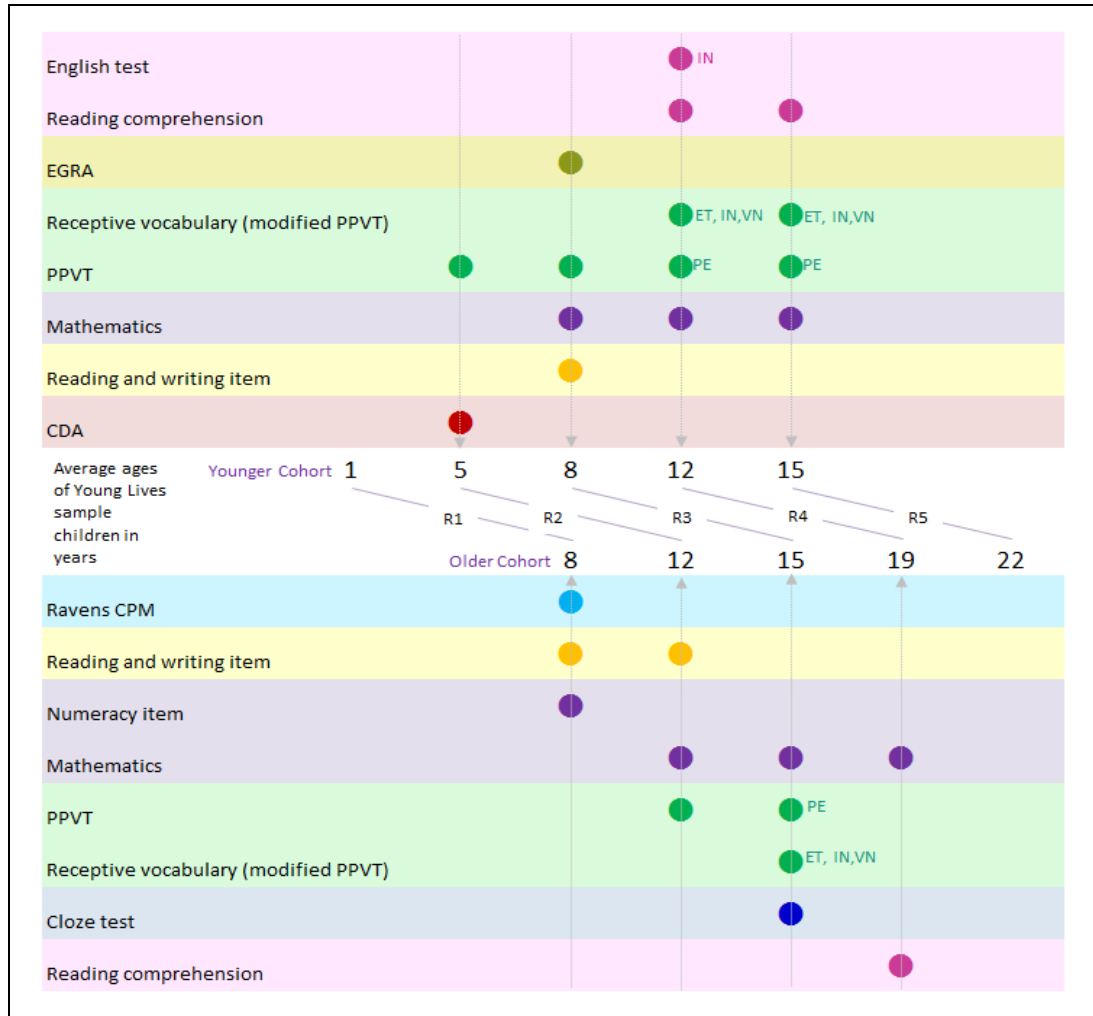 English test IN
Reading comprehension
EGRA
Receptive vocabulary (modified PPVT) ET, IN,VN ET, IN,VN
PPVT PE PE
Mathematics
Reading and writing item
CDA
Average ages
of Young Lives
sample
children in
years
Younger Cohort 1 5 8 12 15
R1 R2 R3 R4 R5
Older Cohort 8 12 15 19 22
Ravens CPM
Reading and writing item
Numeracy item
Mathematics
PPVT PE
Receptive vocabulary (modified PPVT) ET, IN,VN
Cloze test
Reading comprehension